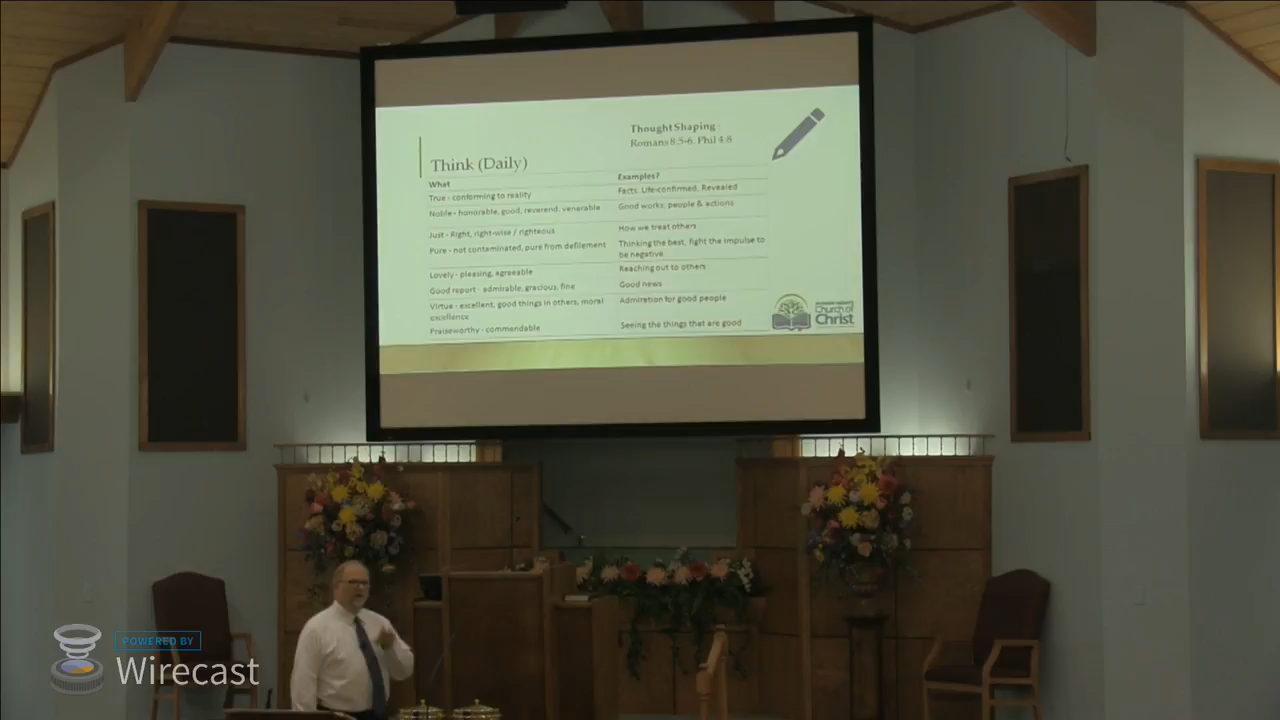 Thought Shaping -
Romans 8:5-6; Phil 4:8
Think (Daily)
What
Examples?
True - conforming to reality
Facts, Life-confirmed, Revealed
Noble - honorable, good, reverend, venerable
Good works, people & actions
Just - Right, right-wise / righteous
How we treat others
Pure - not contaminated, pure from defilement
Thinking the best, fight the impulse to
be negative
Lovely - pleasing, agreeable
Reaching out to others
Good report - admirable, gracious, fine
Good news
Virtue - excellent, good things in others, moral
excellence
Admiration for good people
Praiseworthy - commendable
Seeing the things that are good
Church of
Christ
POWERED BY
Wirecast